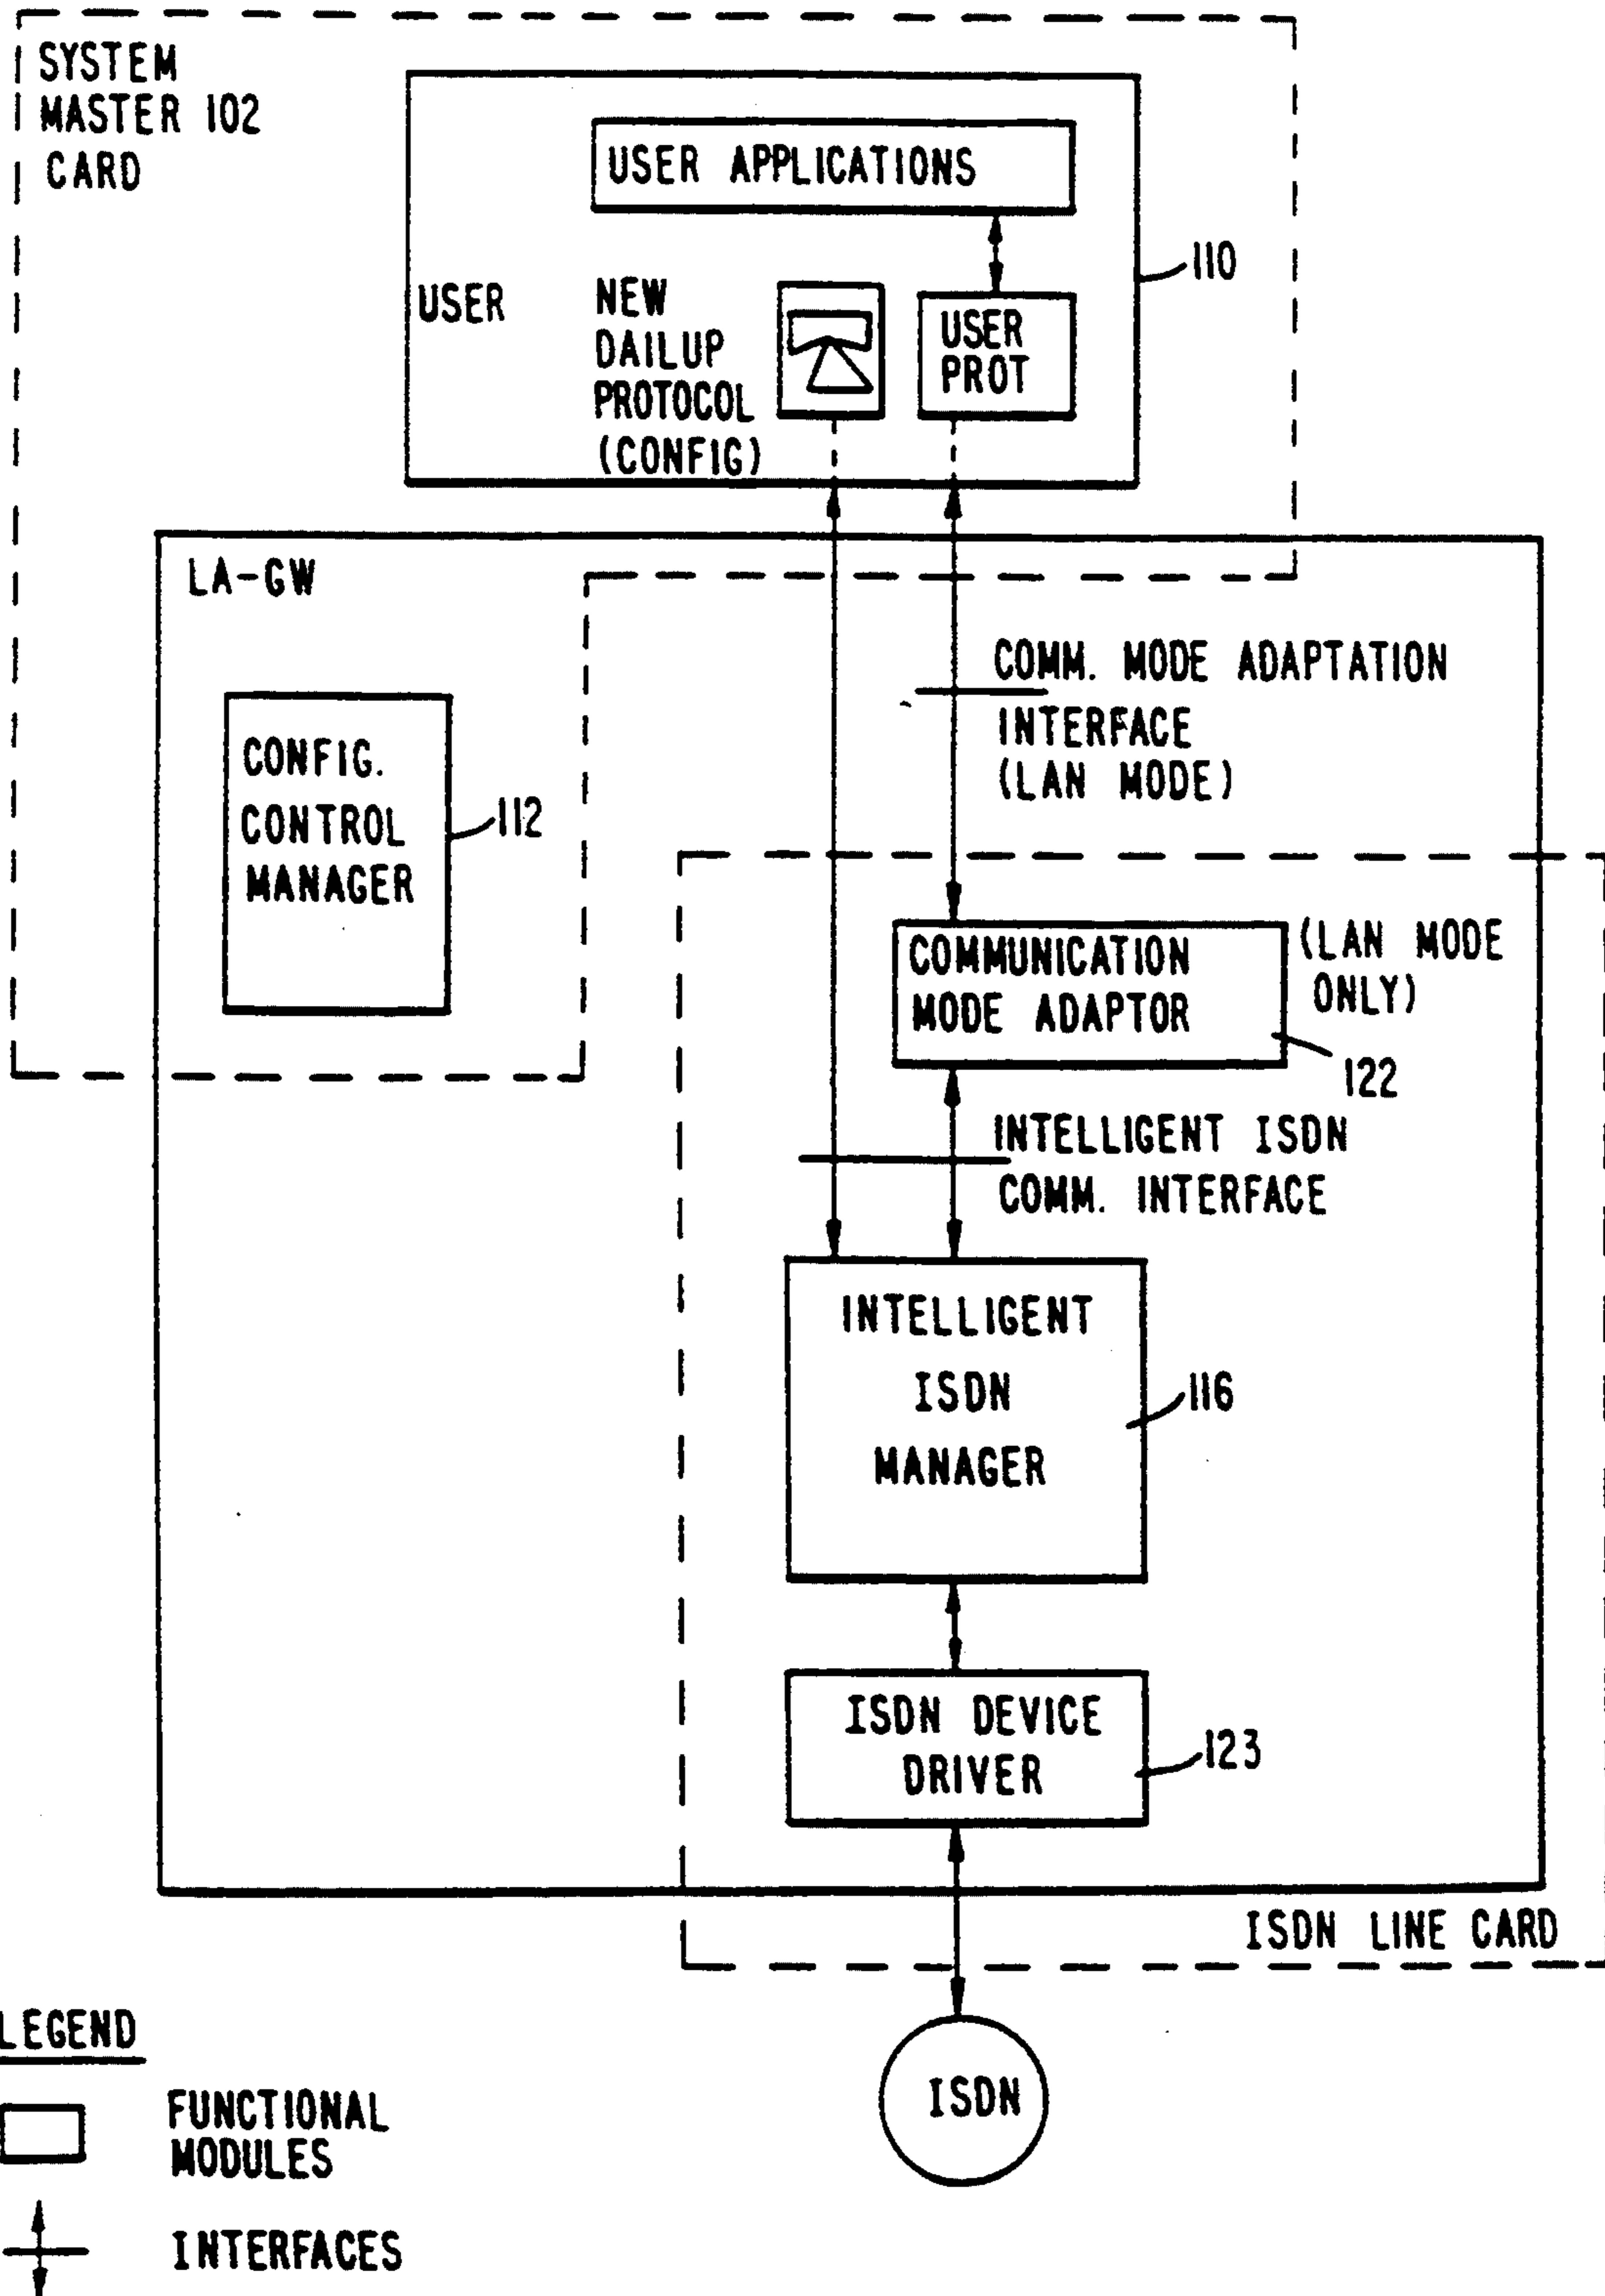 SYSTEM
MASTER 102
CARD
USER APPLICATIONS
110
USER
NEW
DAILUP
PROTOCOL
(CONFIG)
USER
PROT
LA-GW
COMM. MODE ADAPTATION
INTERFACE
(LAN MODE)
CONFIG.
CONTROL
MANAGER
112
COMMUNICATION
MODE ADAPTOR
(LAN MODE
ONLY)
122
INTELLIGENT ISDN
COMM. INTERFACE
INTELLIGENT
ISDN
MANAGER
116
ISDN DEVICE
DRIVER
123
ISDN LINE CARD
ISDN
LEGEND
FUNCTIONAL
MODULES
INTERFACES